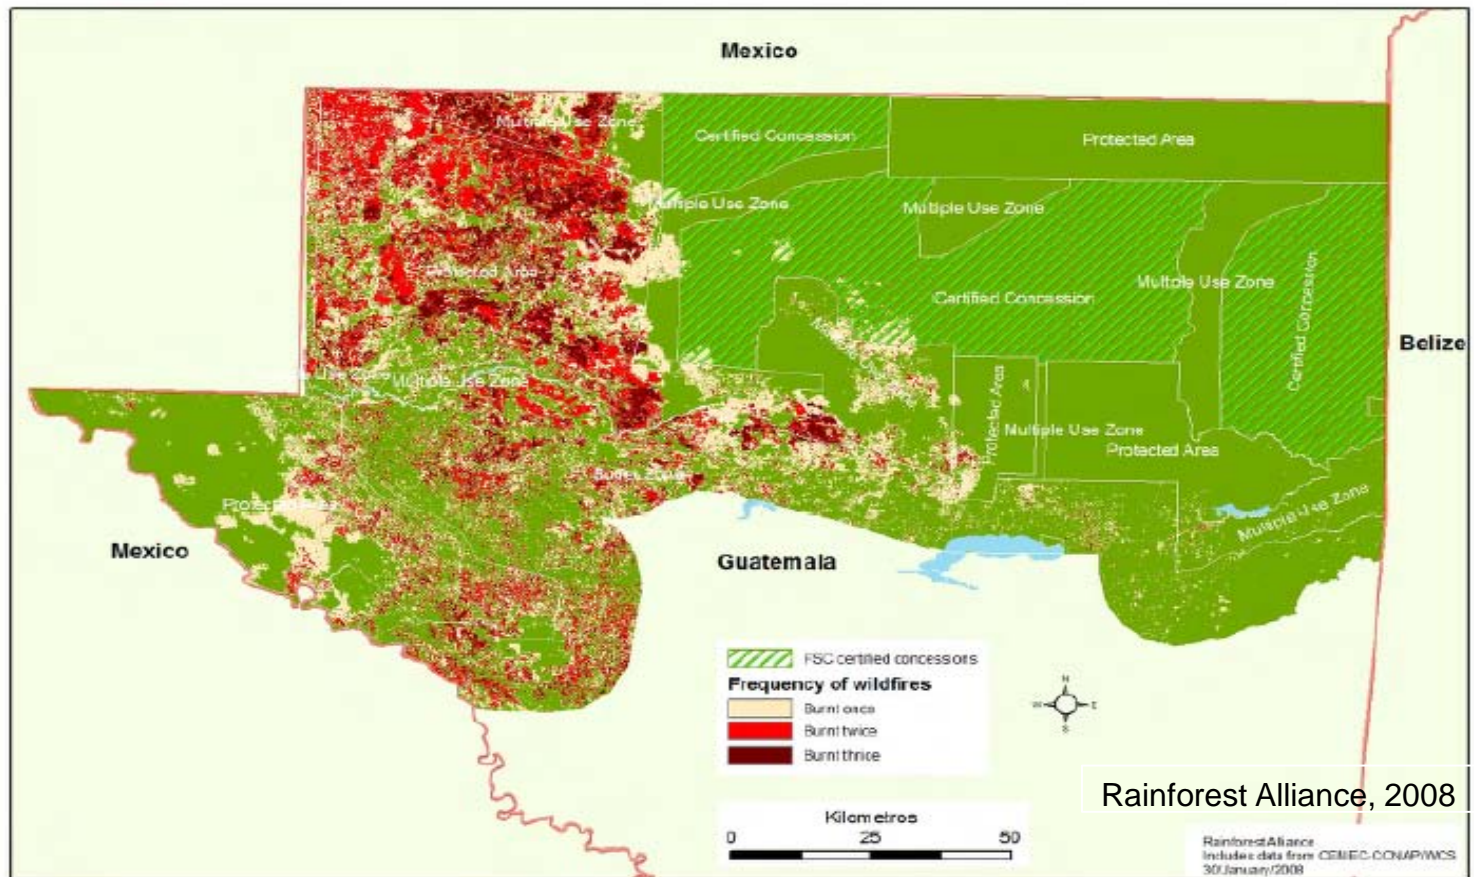 Mexico
Multiple Use Zone
Certified Concession
Protected Area
Multiple Use Zone
Multiple Use Zone
Protected Area
Multiple Use Zone
Certified Concession
Certified Concession
Belize
Multiple Use Zone
Protected Area
Multiple Use Zone
Protected Area
Protected Area
Multiple Use Zone
Mexico
Guatemala
FSC certified concessions
Frequency of wildfires
Burnt once
Burnt twice
Burnt thrice
N
W E
S
Rainforest Alliance, 2008
Kilometros
0 25 50
Rainforest Alliance
Includes data from CEMEC-CONAP/WCS
30/January/2008